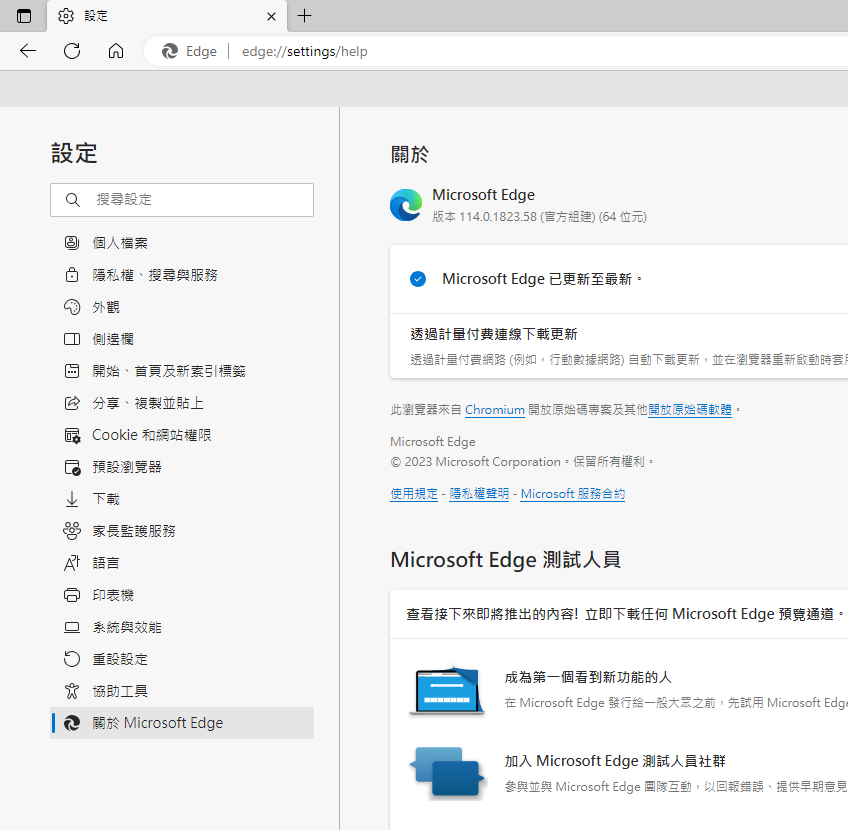 設定
Edge
edge://settings/help
設定
搜尋設定
個人檔案
隱私權、搜尋與服務
外觀
側邊欄
開始、首頁及新索引標籤
分享、複製並貼上
Cookie 和網站權限
預設瀏覽器
下載
家長監護服務
語言
印表機
系統與效能
重設設定
協助工具
關於 Microsoft Edge
關於
Microsoft Edge
版本 114.0.1823.58 (官方組建) (64 位元)
Microsoft Edge 已更新至最新。
透過計量付費連線下載更新
透過計量付費網路 (例如，行動數據網路) 自動下載更新，並在瀏覽器重新啟動時套用
此瀏覽器來自 Chromium 開放原始碼專案及其他開放原始碼軟體。
Microsoft Edge
© 2023 Microsoft Corporation。保留所有權利。
使用規定 - 隱私權聲明 - Microsoft 服務合約
Microsoft Edge 測試人員
查看接下來即將推出的內容! 立即下載任何 Microsoft Edge 預覽通道。
成為第一個看到新功能的人
在 Microsoft Edge 發行給一般大眾之前，先試用 Microsoft Edge
加入 Microsoft Edge 測試人員社群
參與並與 Microsoft Edge 團隊互動，以回報錯誤、提供早期意見